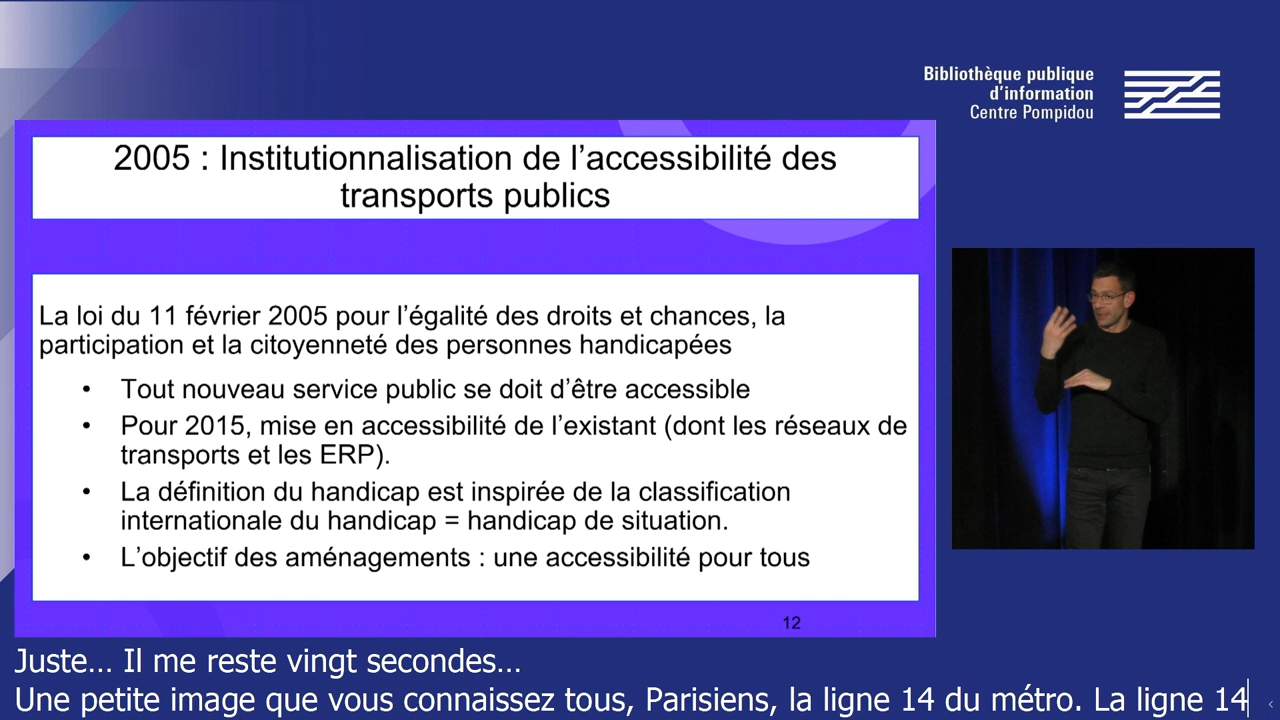 Bibliothèque publique
d'information
Centre Pompidou
2005 : Institutionnalisation de l'accessibilité des
transports publics
La loi du 11 février 2005 pour l'égalité des droits et chances, la
participation et la citoyenneté des personnes handicapées
• Tout nouveau service public se doit d'être accessible
• Pour 2015, mise en accessibilité de l'existant (dont les réseaux de
transports et les ERP).
• La définition du handicap est inspirée de la classification
internationale du handicap = handicap de situation.
• L'objectif des aménagements : une accessibilité pour tous
12
Juste… Il me reste vingt secondes…
Une petite image que vous connaissez tous, Parisiens, la ligne 14 du métro. La ligne 14